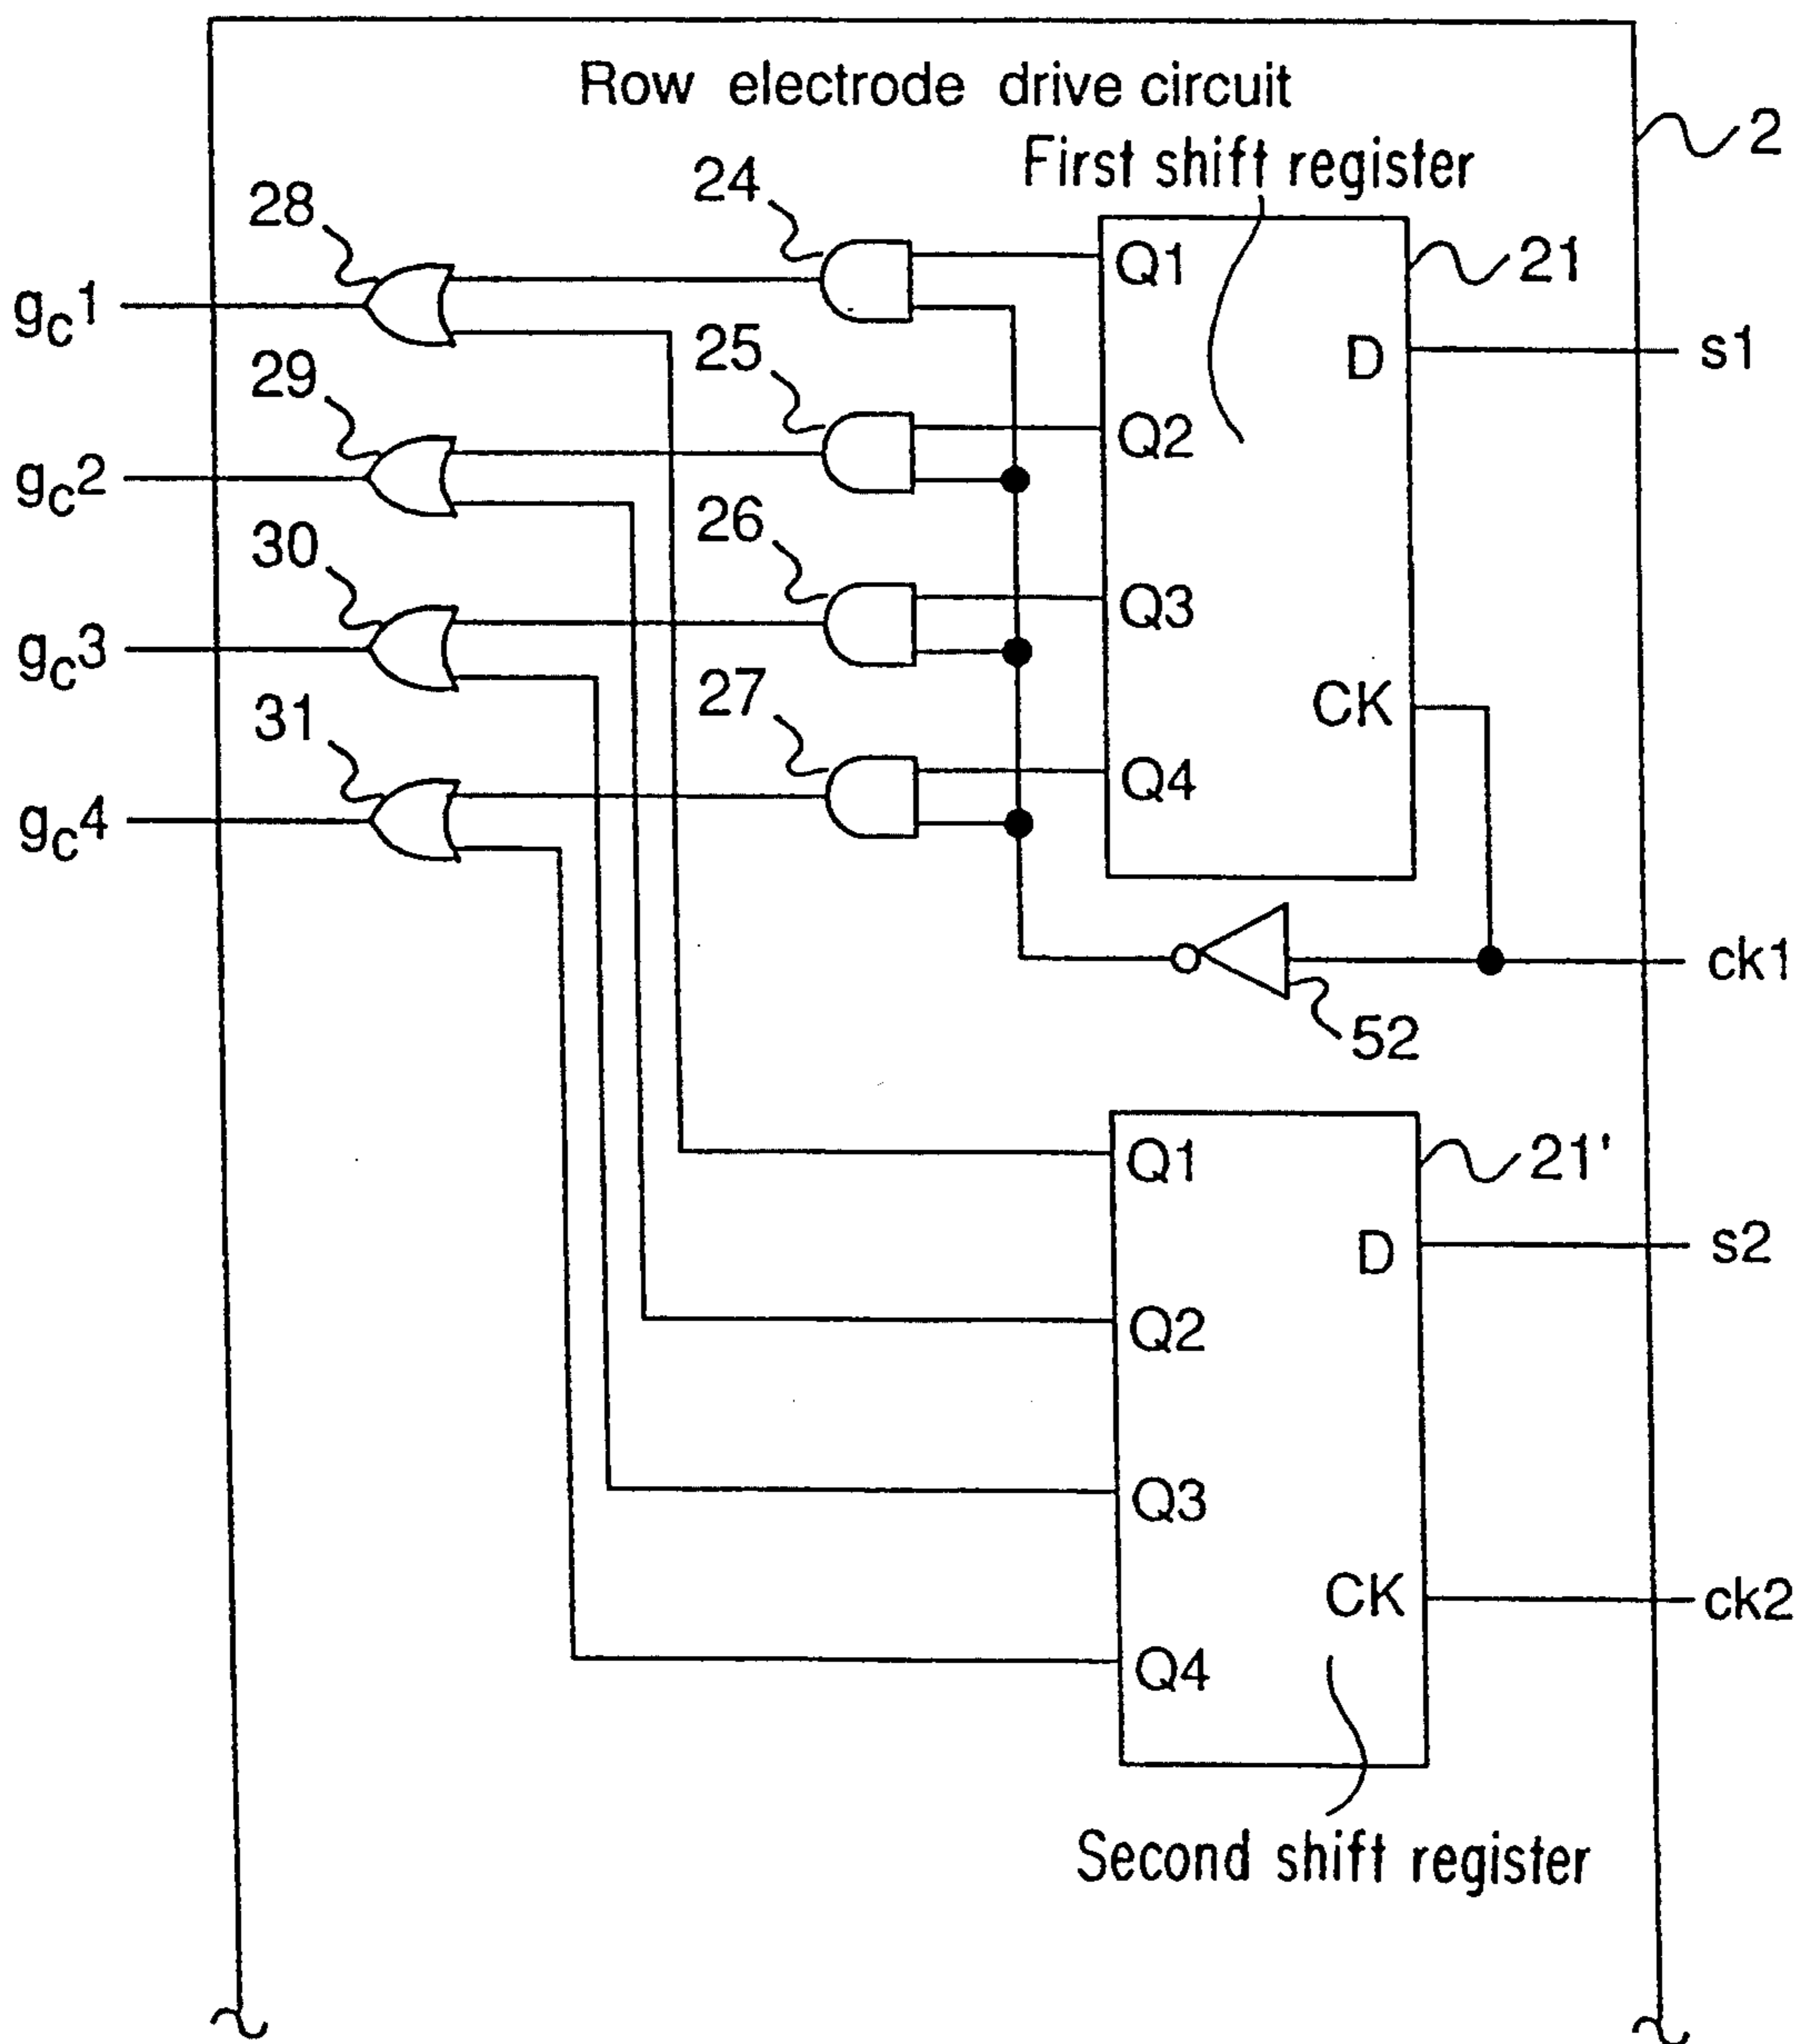 Row electrode drive circuit
2
First shift register
24
28
Q1
21
gc1
D
s1
25
29
Q2
gc2
26
30
Q3
gc3
27
CK
31
Q4
gc4
ck1
52
Q1
21'
D
s2
Q2
Q3
CK
ck2
Q4
Second shift register